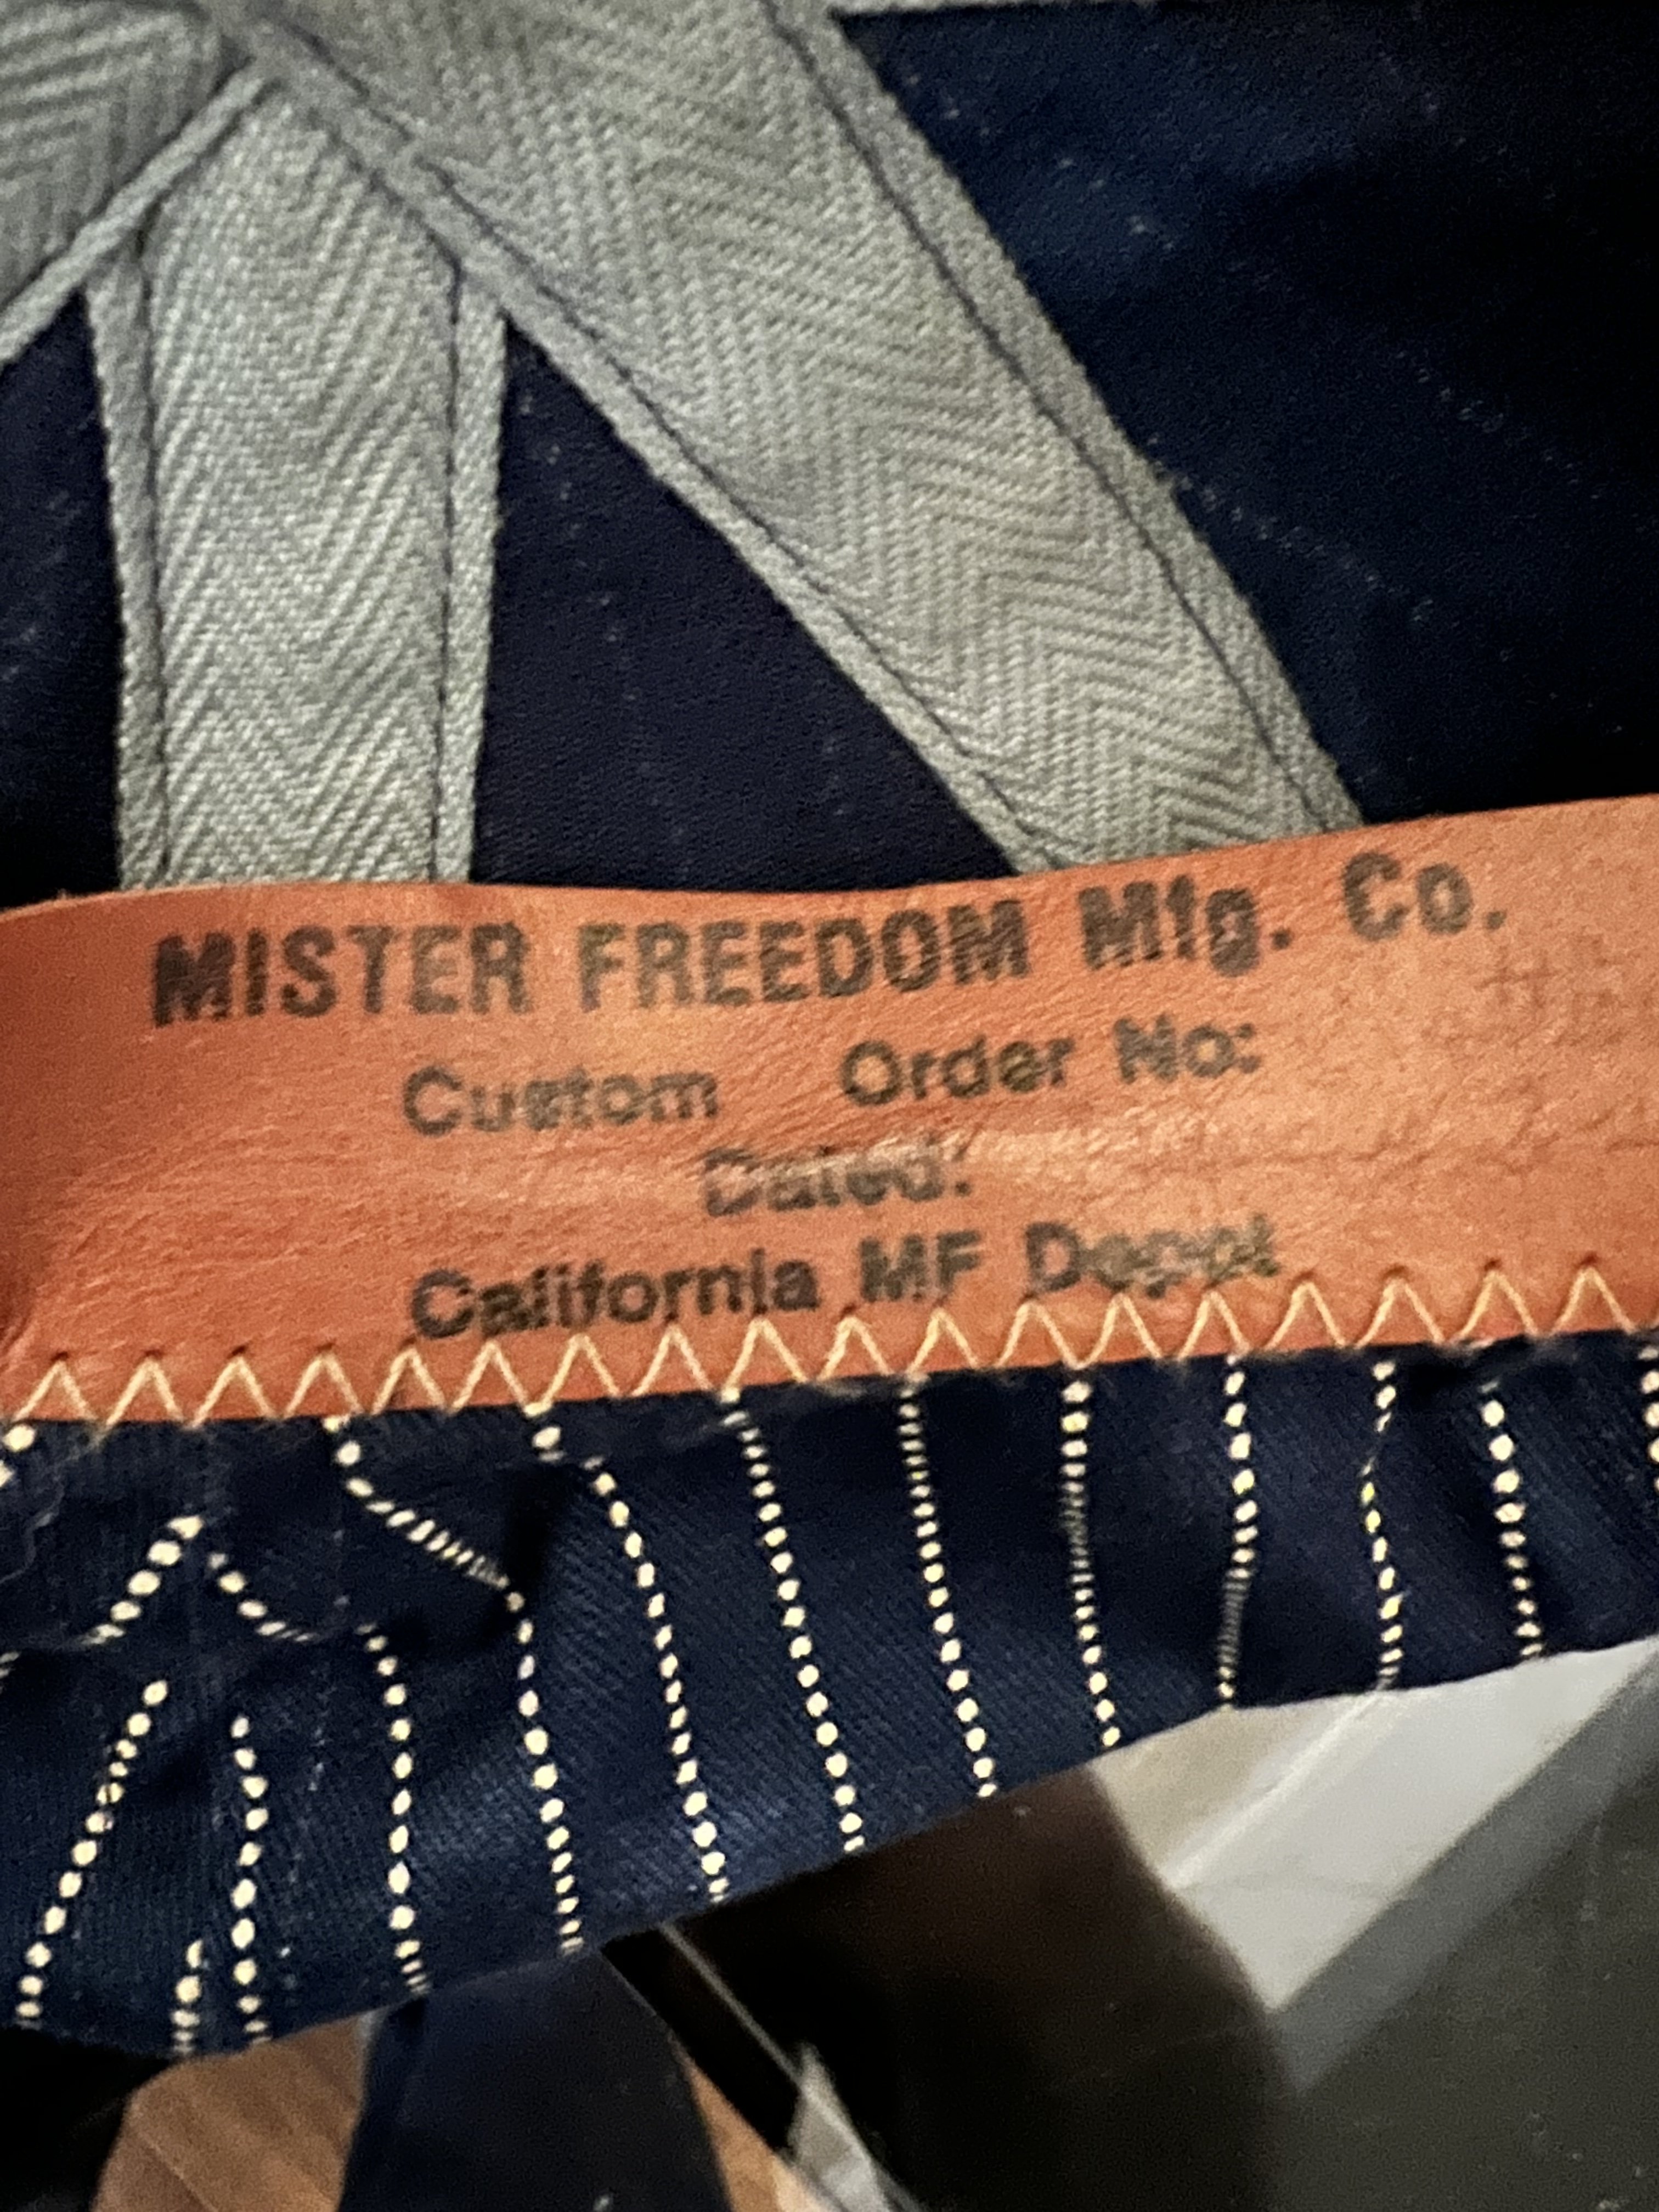 MISTER FREEDOM Mfg. Co.
Custom Order No:
Dated:
California MF Depot